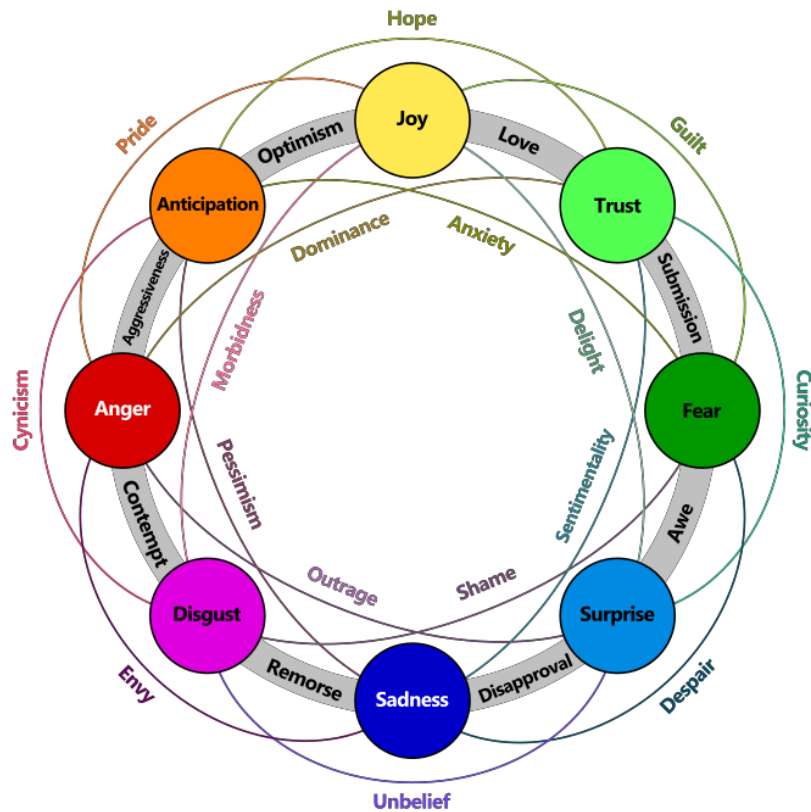 Hope
Pride
Optimism
Joy
Love
Guilt
Anticipation
Trust
Dominance
Anxiety
Aggressiveness
Submission
Morbidness
Delight
Cynicism
Anger
Fear
Curiosity
Pessimism
Sentimentality
Contempt
Awe
Outrage
Shame
Disgust
Surprise
Envy
Remorse
Sadness
Disapproval
Despair
Unbelief